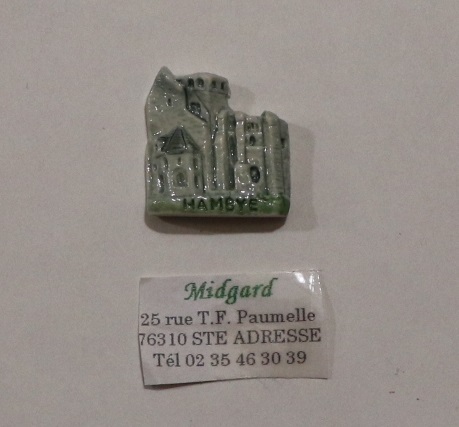 HAMBYE
Midgard
25 rue T.F. Paumelle
76310 STE ADRESSE
Tél 02 35 46 30 39